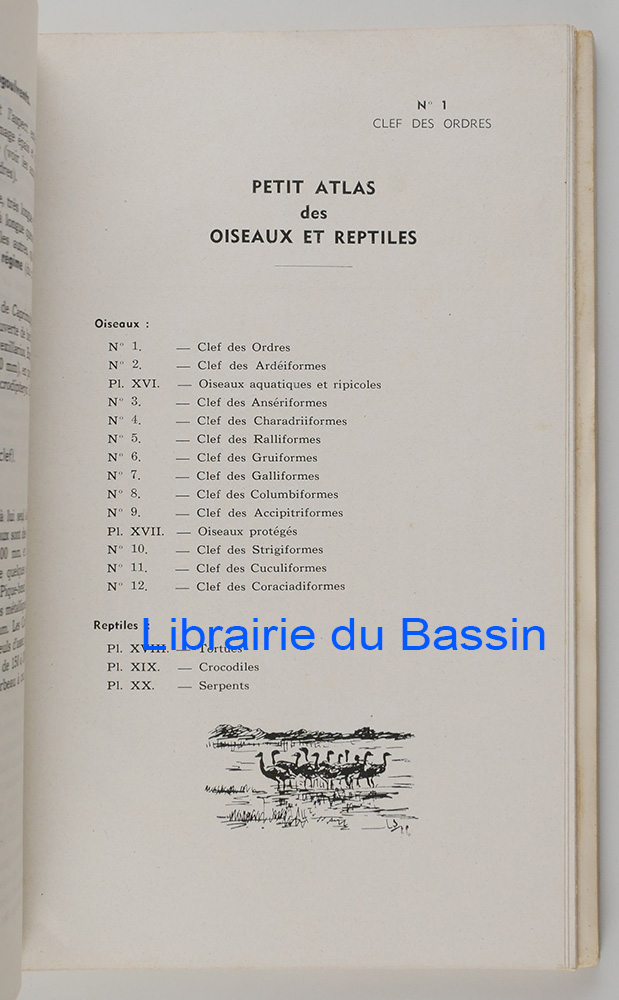 N° 1
CLEF DES ORDRES
PETIT ATLAS
des
OISEAUX ET REPTILES
Oiseaux :
N° 1. — Clef des Ordres
N° 2. — Clef des Ardéiformes
Pl. XVI. — Oiseaux aquatiques et ripicoles
N° 3. — Clef des Ansériformes
N° 4. — Clef des Charadriiformes
N° 5. — Clef des Ralliformes
N° 6. — Clef des Gruiformes
N° 7. — Clef des Galliformes
N° 8. — Clef des Columbiformes
N° 9. — Clef des Accipitriformes
Pl. XVII. — Oiseaux protégés
N° 10. — Clef des Strigiformes
N° 11. — Clef des Cuculiformes
N° 12. — Clef des Coraciadiformes
Reptiles :
Librairie du Bassin
Pl. XVIII. — Tortues
Pl. XIX. — Crocodiles
Pl. XX. — Serpents